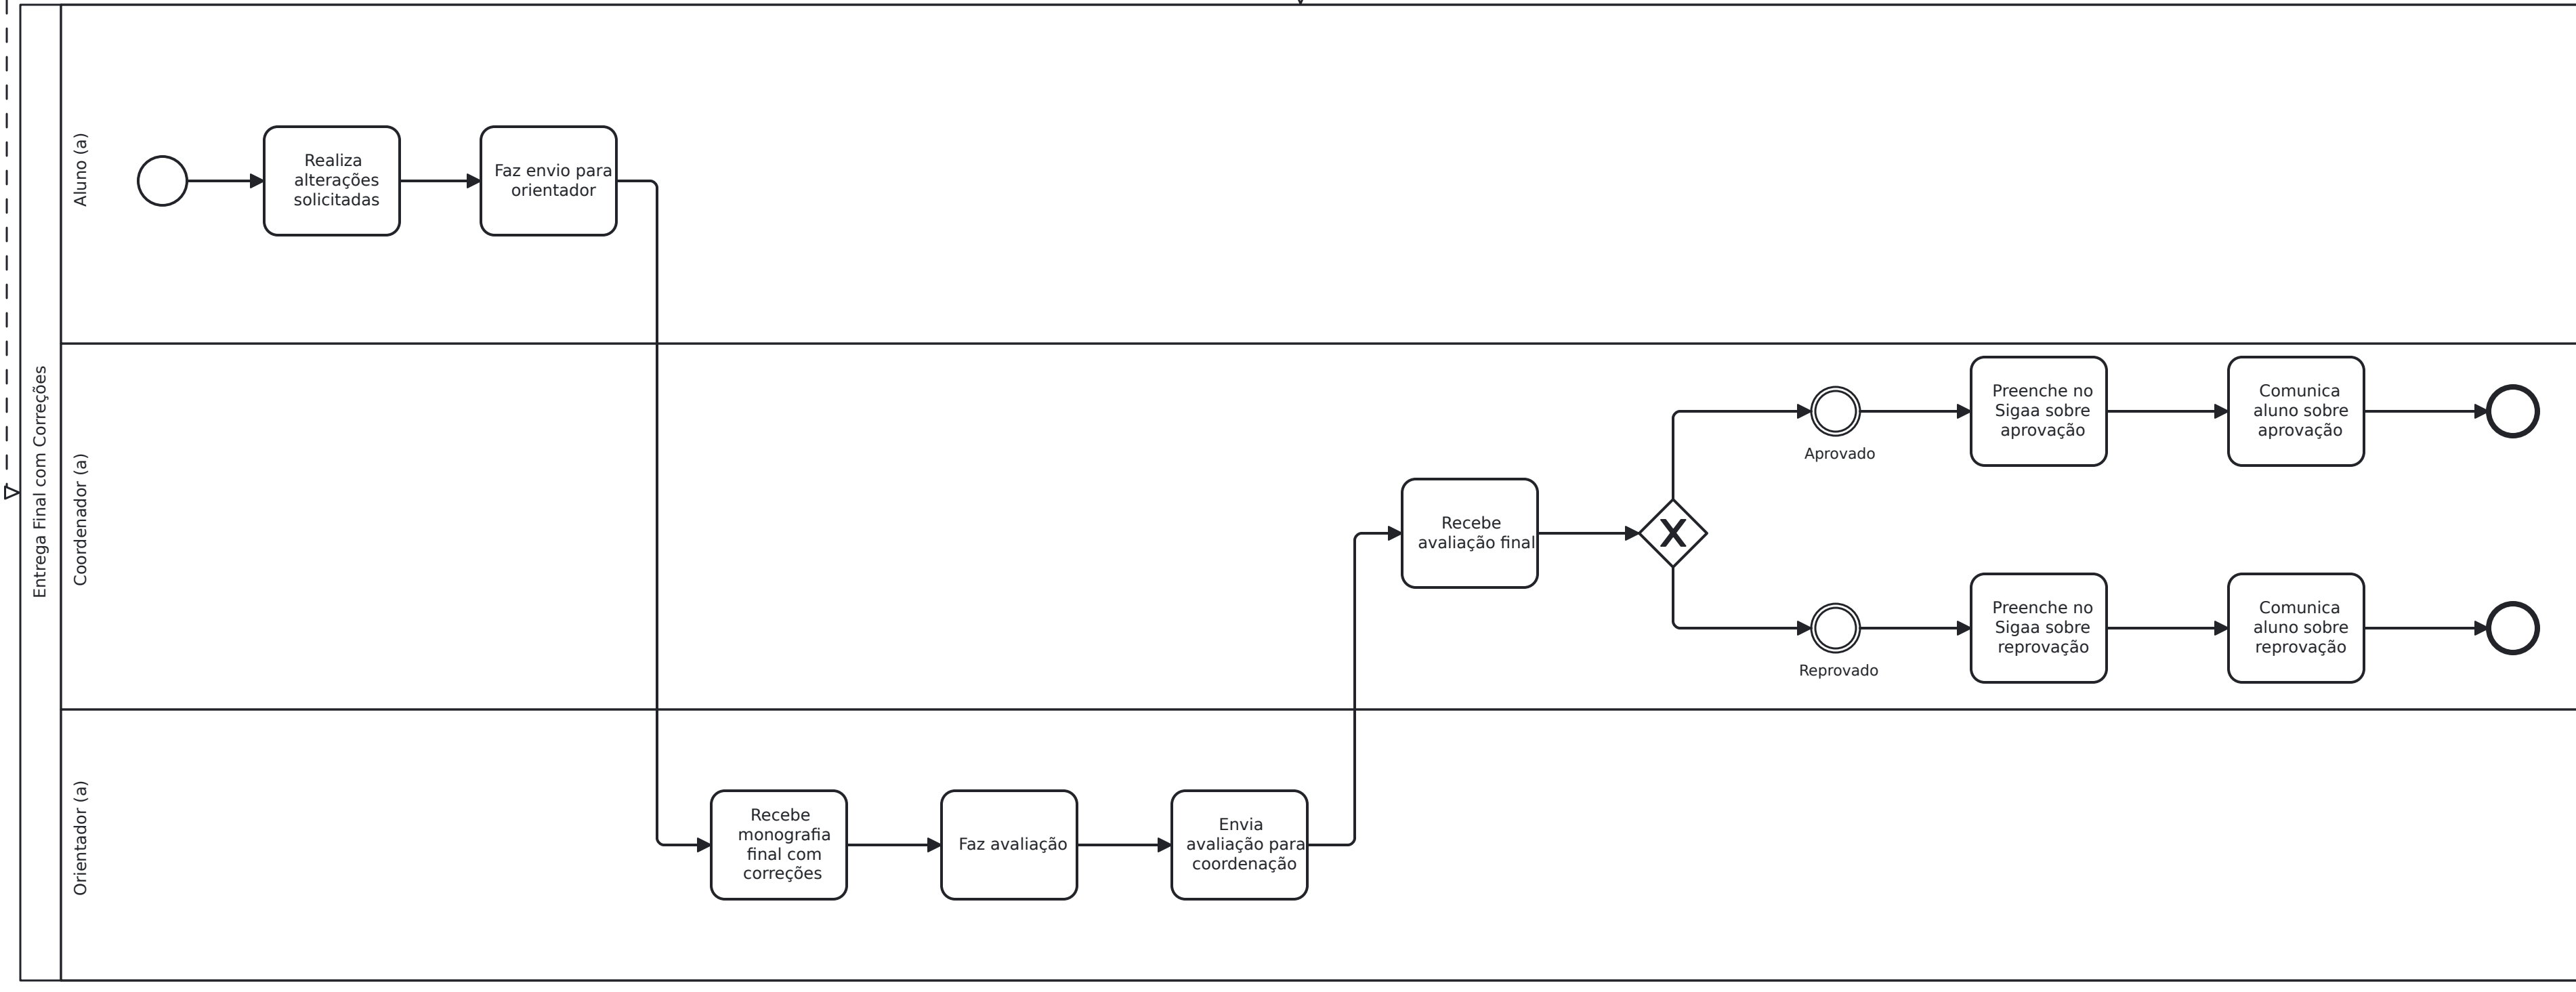 Entrega Final com Correções
Aluno (a)
Realiza
alterações
solicitadas
Faz envio para
orientador
Coordenador (a)
Recebe
avaliação final
Aprovado
Preenche no
Sigaa sobre
aprovação
Comunica
aluno sobre
aprovação
Reprovado
Preenche no
Sigaa sobre
reprovação
Comunica
aluno sobre
reprovação
Orientador (a)
Recebe
monografia
final com
correções
Faz avaliação
Envia
avaliação para
coordenação